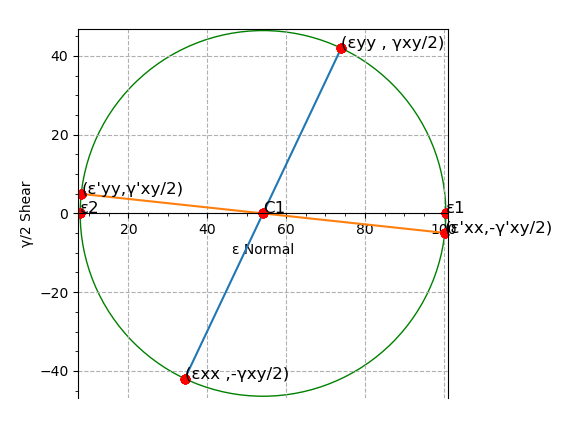 (εyy , γxy/2)
40
20
(ε'yy,γ'xy/2)
ε2
C1
ε1
0
20
40
60
80
100
(ε'xx,-γ'xy/2)
ε Normal
γ/2 Shear
−20
−40
(εxx ,-γxy/2)